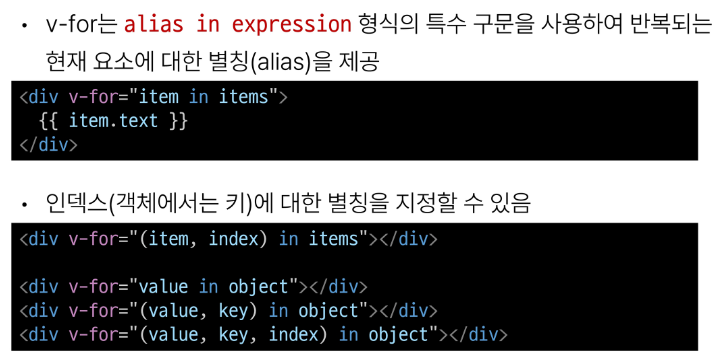 • v-for는 alias in expression 형식의 특수 구문을 사용하여 반복되는
현재 요소에 대한 별칭(alias)을 제공
<div v-for="item in items">
  {{ item.text }}
</div>
• 인덱스(객체에서는 키)에 대한 별칭을 지정할 수 있음
<div v-for="(item, index) in items"></div>
<div v-for="value in object"></div>
<div v-for="(value, key) in object"></div>
<div v-for="(value, key, index) in object"></div>